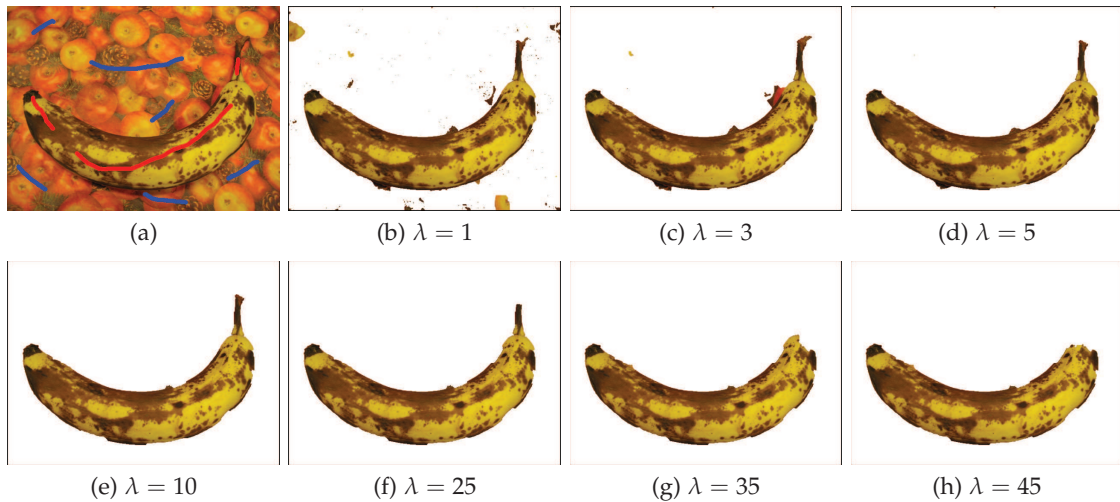 (a)
(b) λ = 1
(c) λ = 3
(d) λ = 5
(e) λ = 10
(f) λ = 25
(g) λ = 35
(h) λ = 45